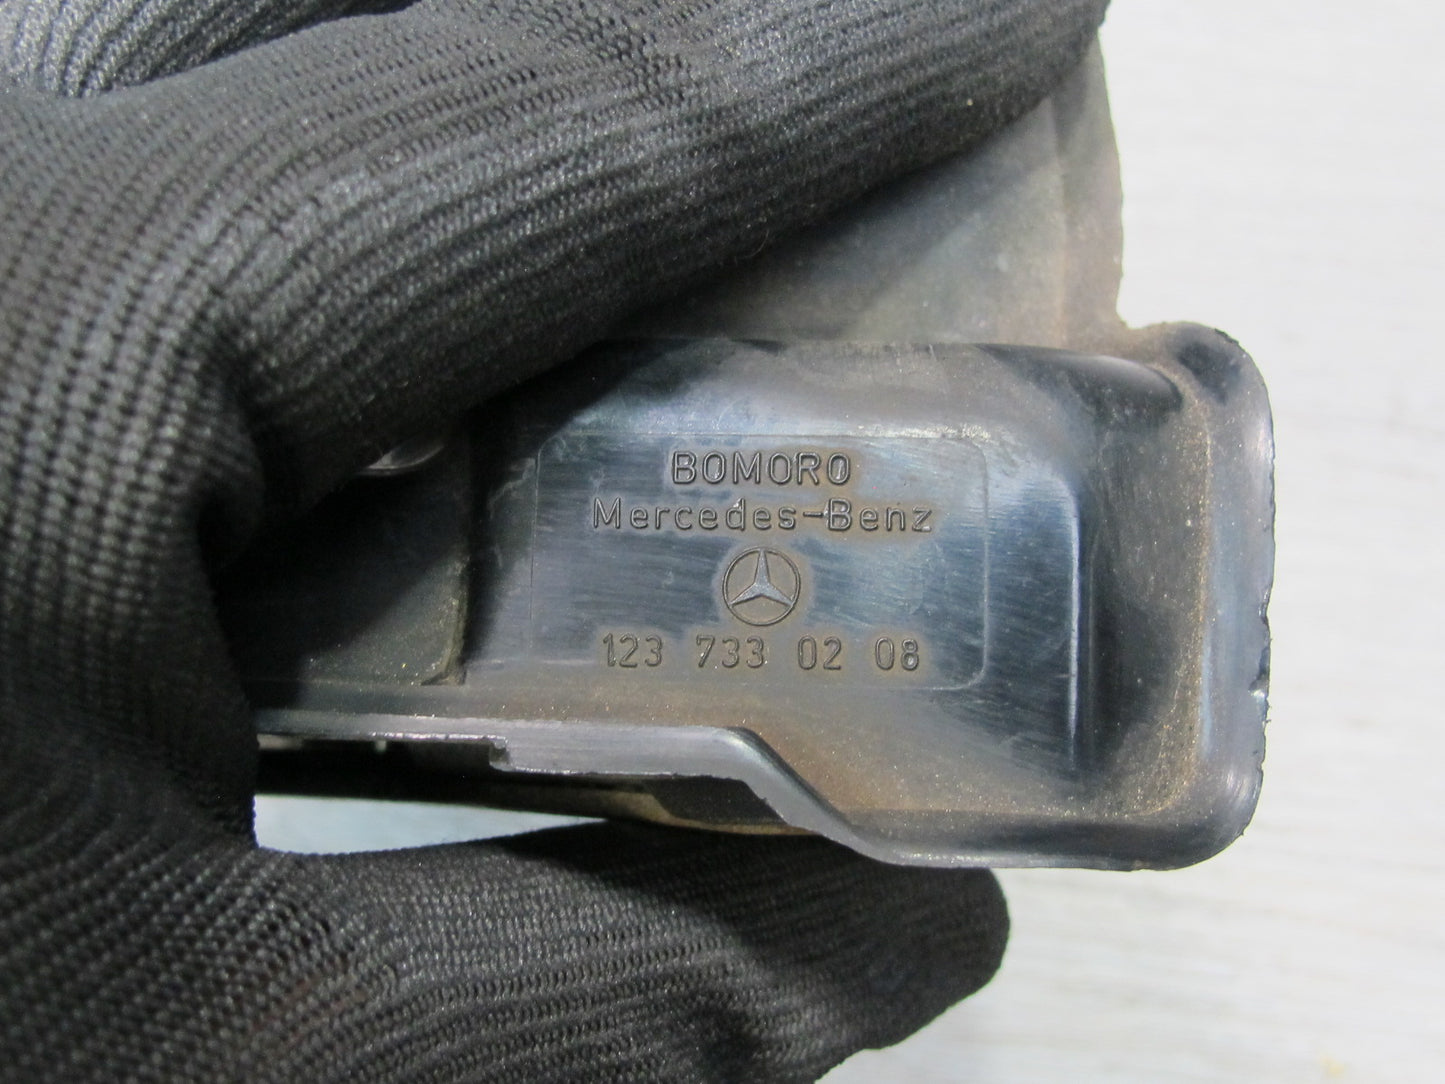 BOMORO
Mercedes-Benz
123 733 02 08